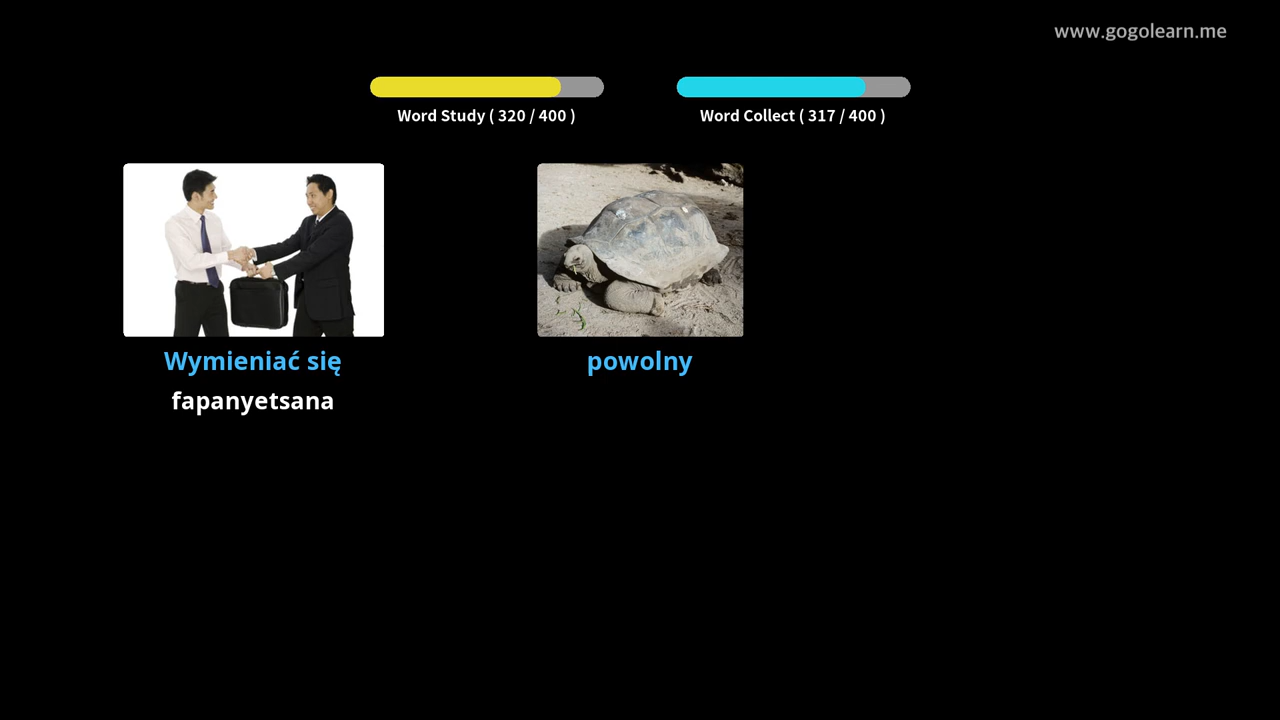 www.gogolearn.me
Word Study ( 320 / 400 )
Word Collect ( 317 / 400 )
Wymieniać się
fapanyetsana
powolny